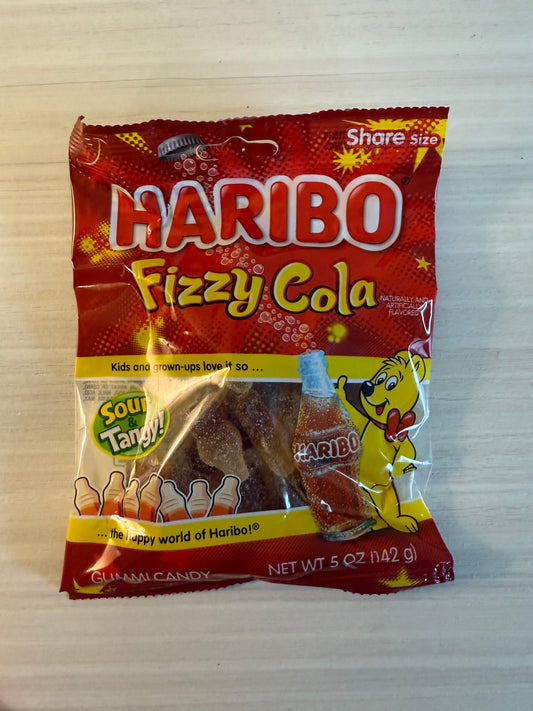 Share Size
HARIBO®
Fizzy Cola
NATURALLY AND
ARTIFICIALLY
FLAVORED
Kids and grown-ups love it so ...
Sour
&
Tangy!
HARIBO
... the happy world of Haribo!®
GUMMI CANDY
NET WT 5 OZ (142 g)